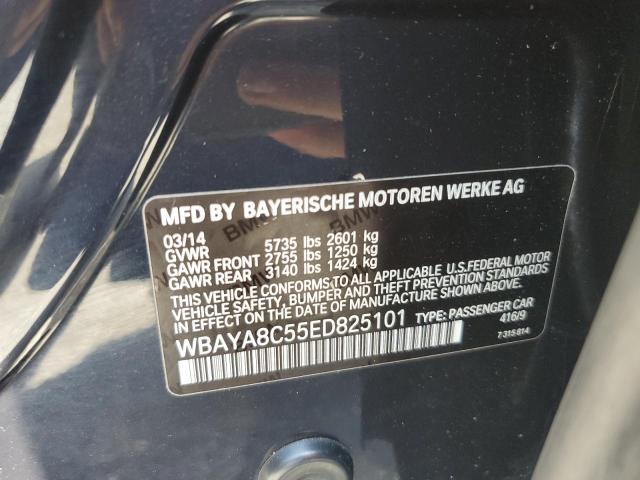 MFD BY BAYERISCHE MOTOREN WERKE AG
03/14
GVWR 5735 lbs 2601 kg
GAWR FRONT 2755 lbs 1250 kg
GAWR REAR 3140 lbs 1424 kg
THIS VEHICLE CONFORMS TO ALL APPLICABLE U.S.FEDERAL MOTOR
VEHICLE SAFETY, BUMPER AND THEFT PREVENTION STANDARDS
IN EFFECT ON THE DATE OF MANUFACTURE SHOWN ABOVE.
WBAYA8C55ED825101 TYPE: PASSENGER CAR
416/9
7 315 814